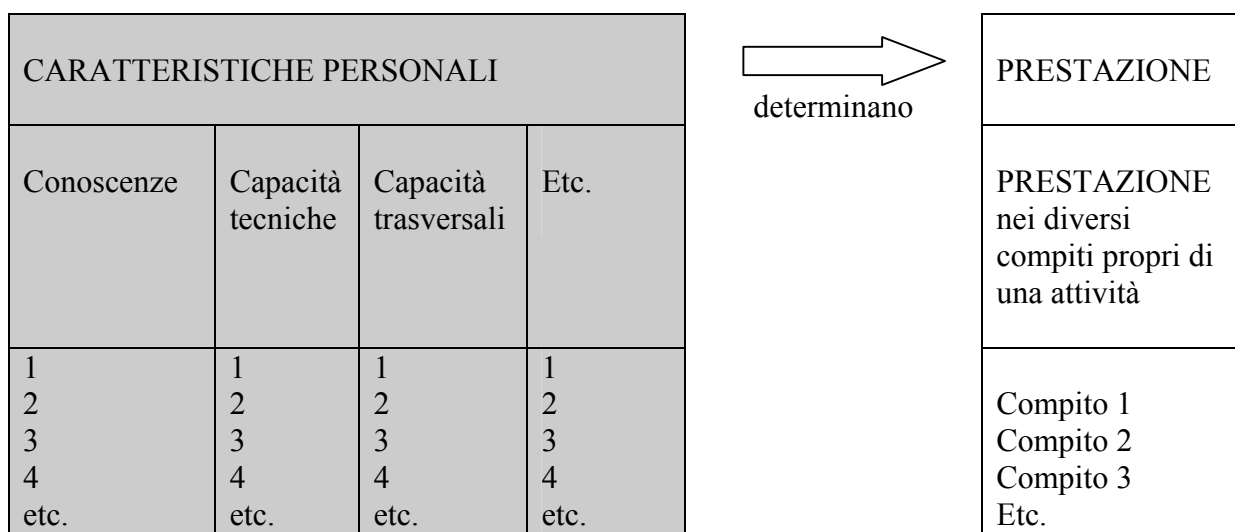 CARATTERISTICHE PERSONALI
determinano
PRESTAZIONE
Conoscenze
Capacità
tecniche
Capacità
trasversali
Etc.
PRESTAZIONE
nei diversi
compiti propri di
una attività
1
2
3
4
etc.
1
2
3
4
etc.
1
2
3
4
etc.
1
2
3
4
etc.
Compito 1
Compito 2
Compito 3
Etc.